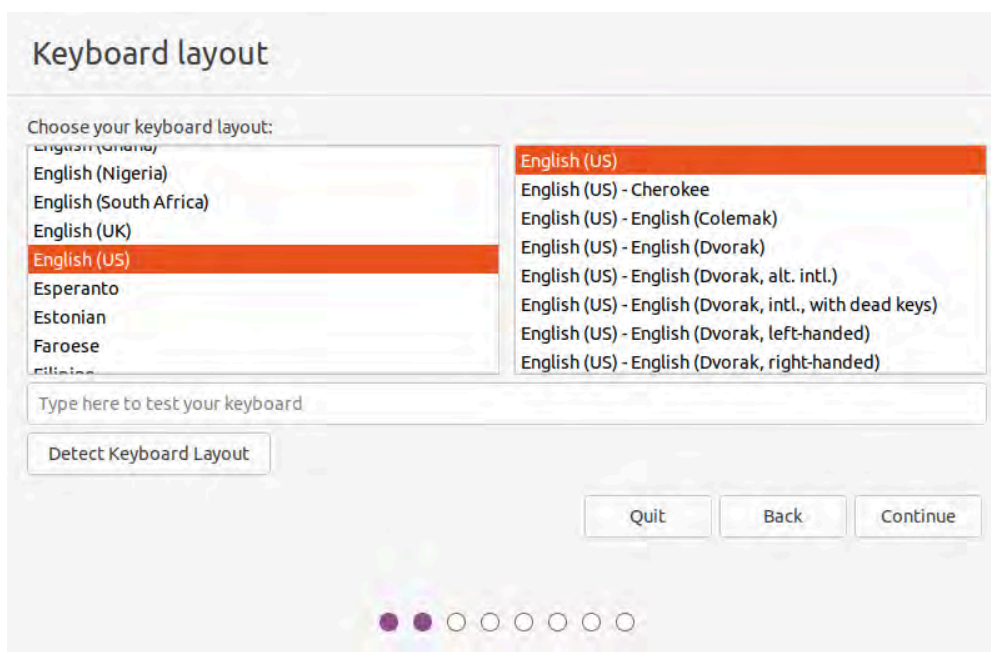 Keyboard layout
Choose your keyboard layout:
English (Ghana)
English (Nigeria)
English (South Africa)
English (UK)
English (US)
Esperanto
Estonian
Faroese
Filipino
English (US)
English (US) - Cherokee
English (US) - English (Colemak)
English (US) - English (Dvorak)
English (US) - English (Dvorak, alt. intl.)
English (US) - English (Dvorak, intl., with dead keys)
English (US) - English (Dvorak, left-handed)
English (US) - English (Dvorak, right-handed)
Type here to test your keyboard
Detect Keyboard Layout
Quit
Back
Continue